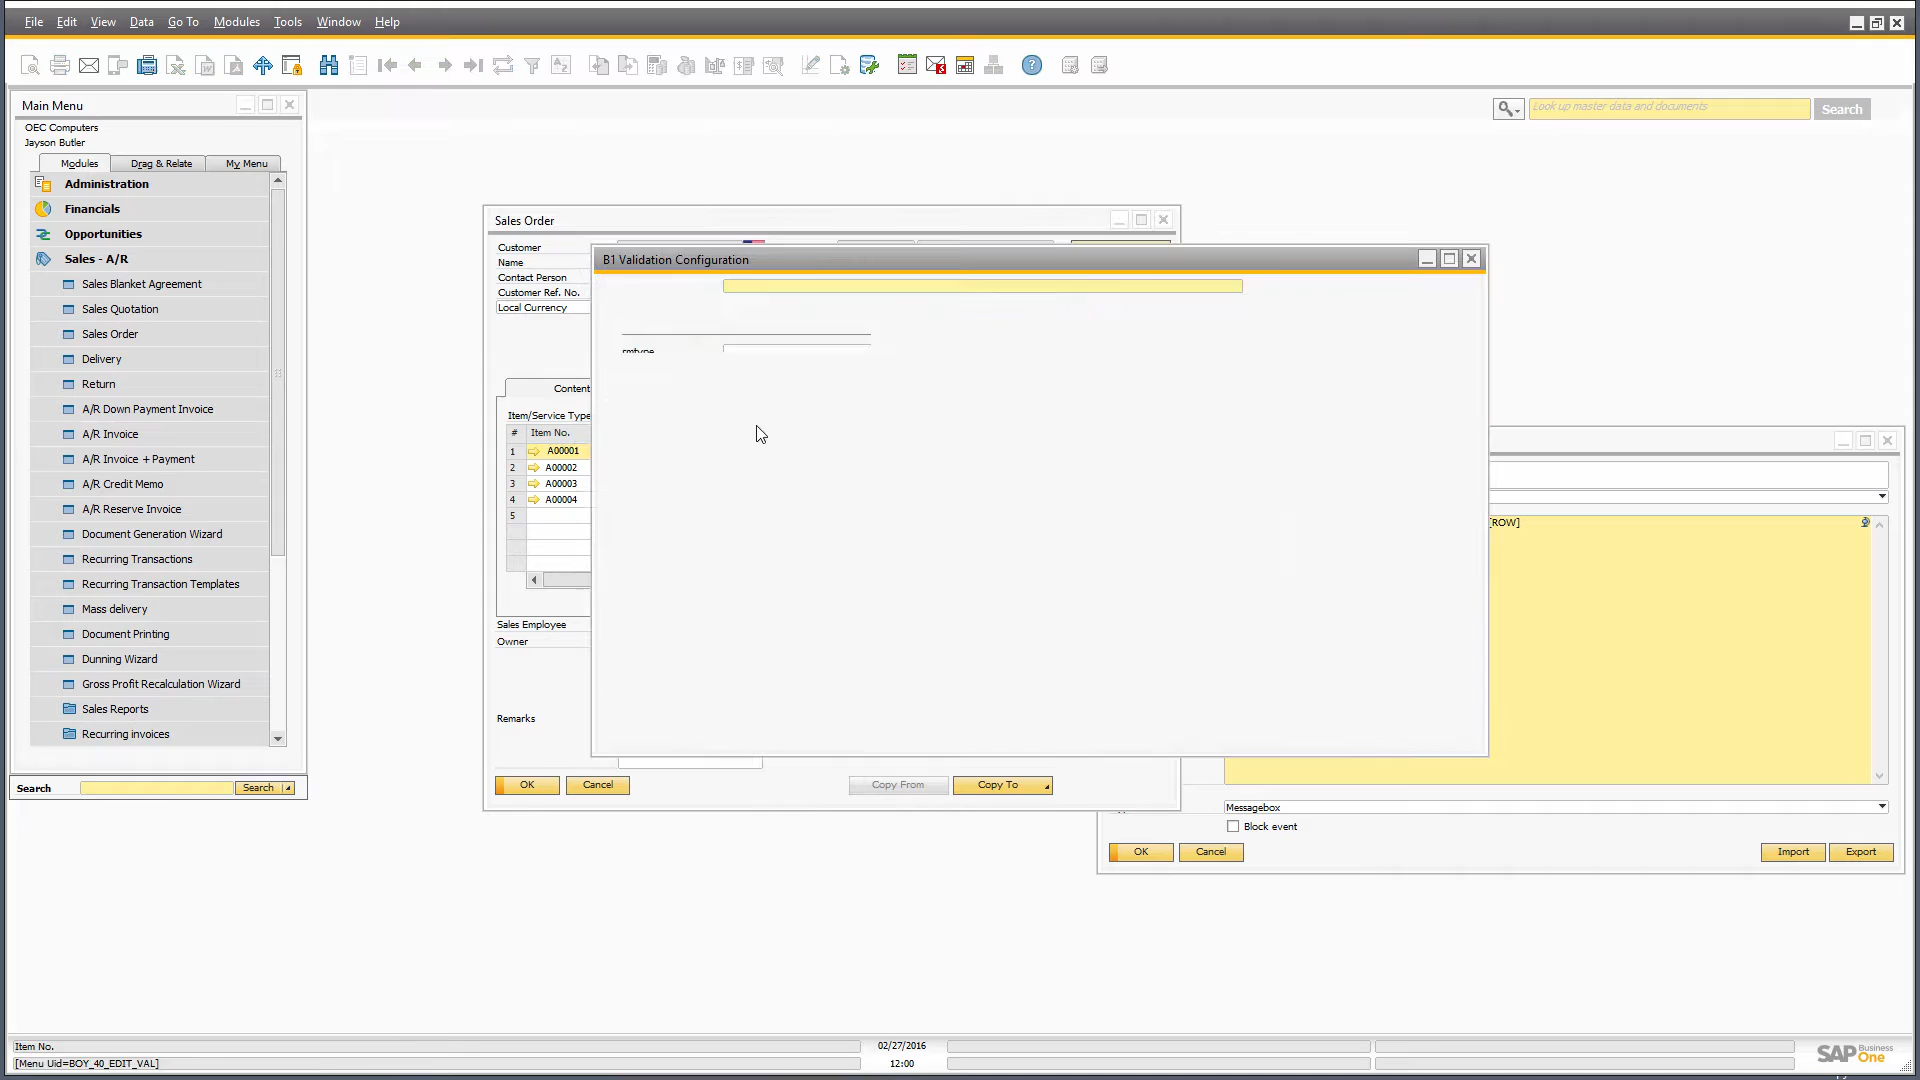 File Edit View Data Go To Modules Tools Window Help
Main Menu
OEC Computers
Jayson Butler
Modules Drag & Relate My Menu
Administration
Financials
Opportunities
Sales - A/R
Sales Blanket Agreement
Sales Quotation
Sales Order
Delivery
Return
A/R Down Payment Invoice
A/R Invoice
A/R Invoice + Payment
A/R Credit Memo
A/R Reserve Invoice
Document Generation Wizard
Recurring Transactions
Recurring Transaction Templates
Mass delivery
Document Printing
Dunning Wizard
Gross Profit Recalculation Wizard
Sales Reports
Recurring invoices
Search Search
Look up master data and documents Search
Sales Order
Customer
Name
Contact Person
Customer Ref. No.
Local Currency
Content
Item/Service Type
# Item No.
1 A00001
2 A00002
3 A00003
4 A00004
5
Sales Employee
Owner
Remarks
OK Cancel Copy From Copy To
B1 Validation Configuration
rmtype
[ROW]
Messagebox
Block event
OK Cancel Import Export
Item No. 02/27/2016
[Menu Uid=BOY_40_EDIT_VAL] 12:00
SAP Business One